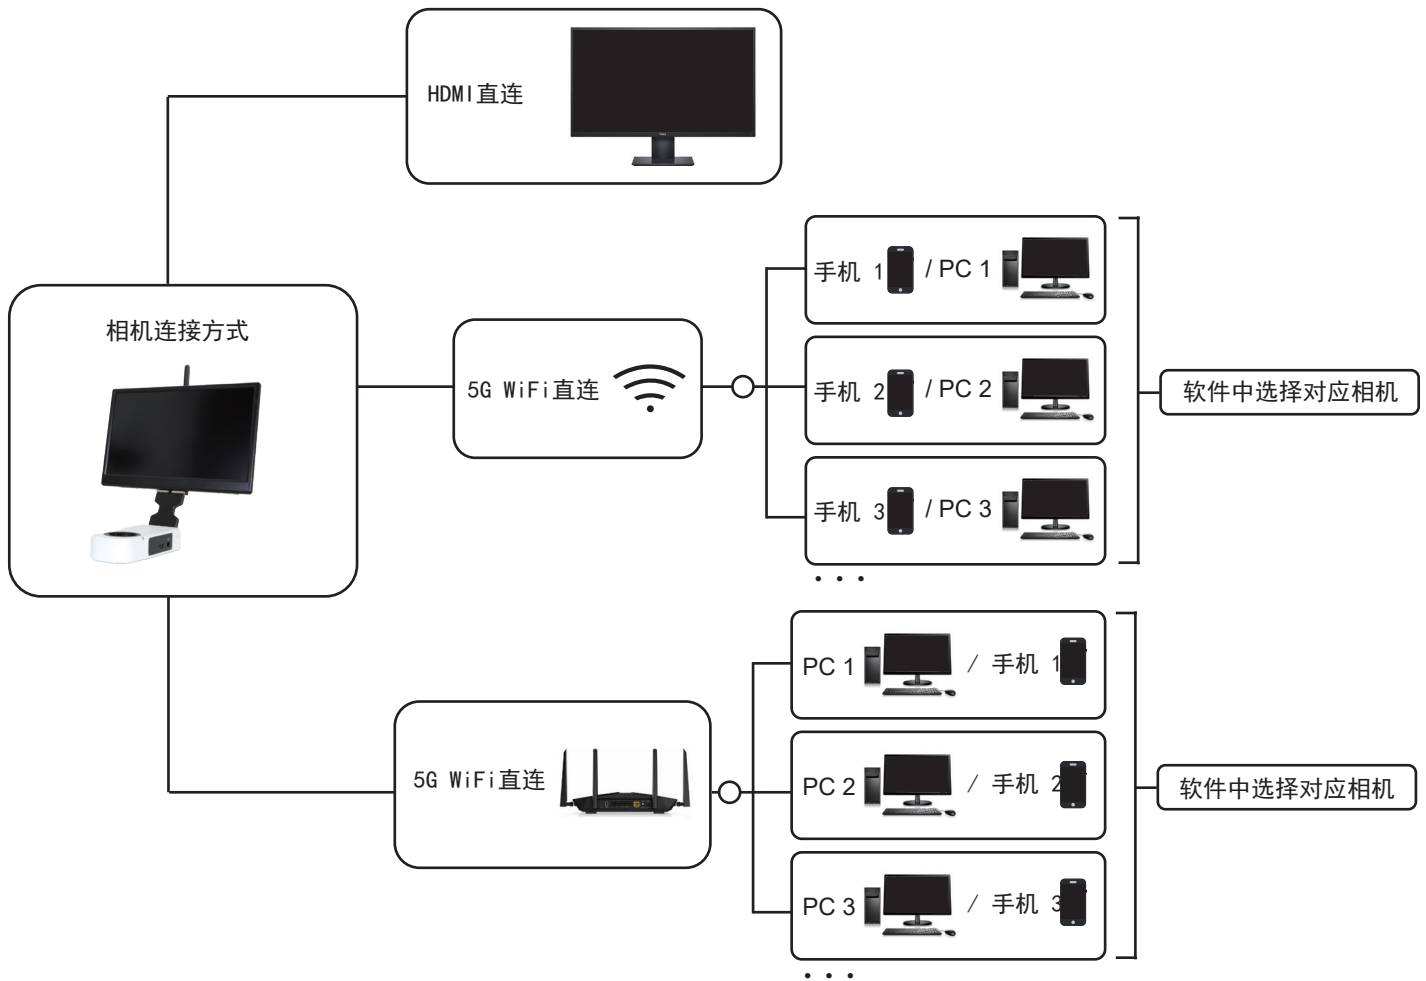 HDMI直连
相机连接方式
5G WiFi直连
手机 1 / PC 1
手机 2 / PC 2
手机 3 / PC 3
· · ·
软件中选择对应相机
5G WiFi直连
PC 1 / 手机 1
PC 2 / 手机 2
PC 3 / 手机 3
· · ·
软件中选择对应相机